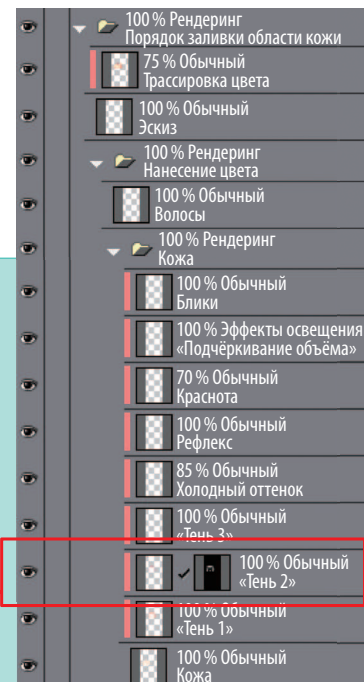 100 % Рендеринг
Порядок заливки области кожи
75 % Обычный
Трассировка цвета
100 % Обычный
Эскиз
100 % Рендеринг
Нанесение цвета
100 % Обычный
Волосы
100 % Рендеринг
Кожа
100 % Обычный
Блики
100 % Эффекты освещения
«Подчёркивание объёма»
70 % Обычный
Краснота
100 % Обычный
Рефлекс
85 % Обычный
Холодный оттенок
100 % Обычный
«Тень 3»
100 % Обычный
«Тень 2»
100 % Обычный
«Тень 1»
100 % Обычный
Кожа